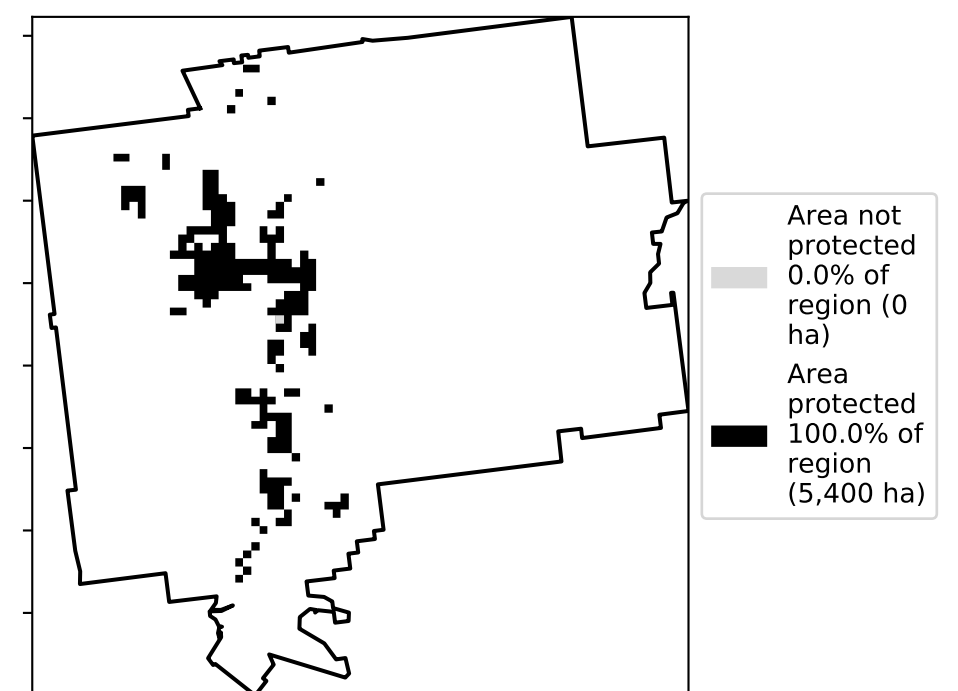 Area not
protected
0.0% of
region (0
ha)
Area
protected
100.0% of
region
(5,400 ha)